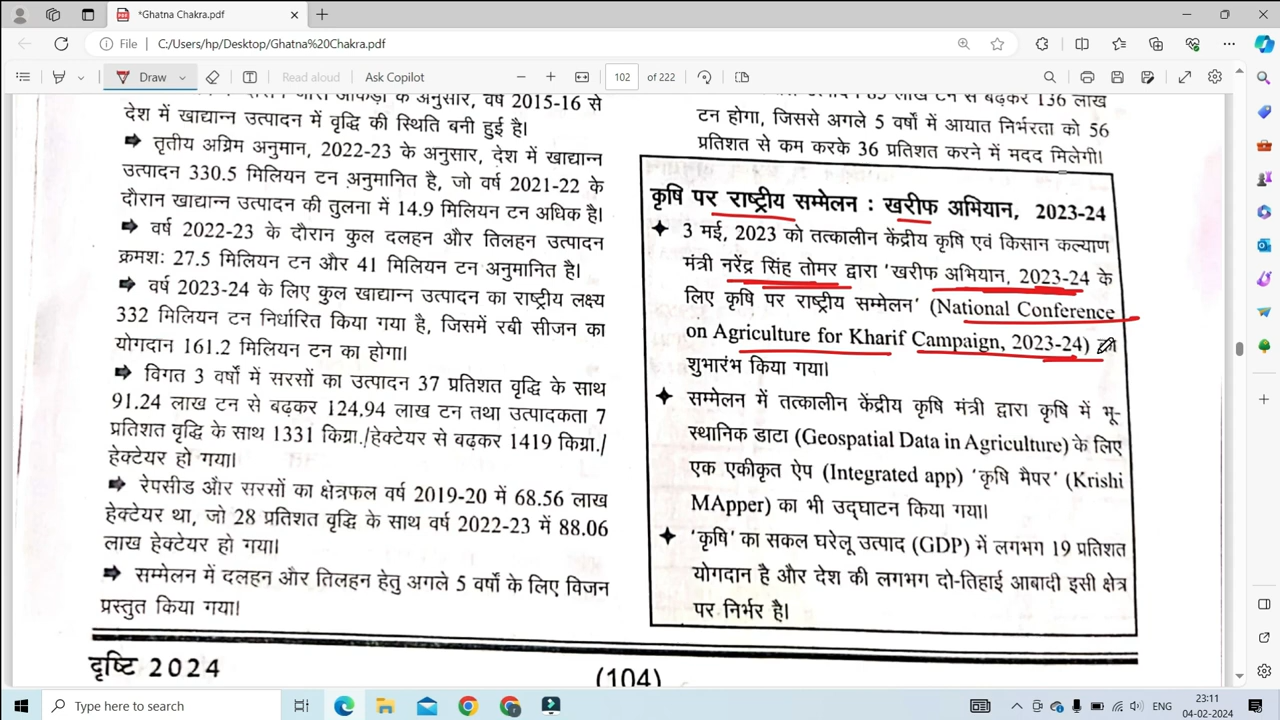 *Ghatna Chakra.pdf
File
C:/Users/hp/Desktop/Ghatna%20Chakra.pdf
Draw
Read aloud
Ask Copilot
102
of 222
के अनुसार, वर्ष 2015-16 से
देश में खाद्यान्न उत्पादन में वृद्धि की स्थिति बनी हुई है।
➡ तृतीय अग्रिम अनुमान, 2022-23 के अनुसार, देश में खाद्यान्न
उत्पादन 330.5 मिलियन टन अनुमानित है, जो वर्ष 2021-22 के
दौरान खाद्यान्न उत्पादन की तुलना में 14.9 मिलियन टन अधिक है।
➡ वर्ष 2022-23 के दौरान कुल दलहन और तिलहन उत्पादन
क्रमशः 27.5 मिलियन टन और 41 मिलियन टन अनुमानित है।
➡ वर्ष 2023-24 के लिए कुल खाद्यान्न उत्पादन का राष्ट्रीय लक्ष्य
332 मिलियन टन निर्धारित किया गया है, जिसमें रबी सीजन का
योगदान 161.2 मिलियन टन का होगा।
➡ विगत 3 वर्षों में सरसों का उत्पादन 37 प्रतिशत वृद्धि के साथ
91.24 लाख टन से बढ़कर 124.94 लाख टन तथा उत्पादकता 7
प्रतिशत वृद्धि के साथ 1331 किग्रा./हेक्टेयर से बढ़कर 1419 किग्रा./
हेक्टेयर हो गया।
➡ रेपसीड और सरसों का क्षेत्रफल वर्ष 2019-20 में 68.56 लाख
हेक्टेयर था, जो 28 प्रतिशत वृद्धि के साथ वर्ष 2022-23 में 88.06
लाख हेक्टेयर हो गया।
➡ सम्मेलन में दलहन और तिलहन हेतु अगले 5 वर्षों के लिए विजन
प्रस्तुत किया गया।
85 लाख टन से बढ़कर 136 लाख
टन होगा, जिससे अगले 5 वर्षों में आयात निर्भरता को 56
प्रतिशत से कम करके 36 प्रतिशत करने में मदद मिलेगी।
कृषि पर राष्ट्रीय सम्मेलन : खरीफ अभियान, 2023-24
✦ 3 मई, 2023 को तत्कालीन केंद्रीय कृषि एवं किसान कल्याण
मंत्री नरेंद्र सिंह तोमर द्वारा 'खरीफ अभियान, 2023-24 के
लिए कृषि पर राष्ट्रीय सम्मेलन' (National Conference
on Agriculture for Kharif Campaign, 2023-24)
शुभारंभ किया गया।
✦ सम्मेलन में तत्कालीन केंद्रीय कृषि मंत्री द्वारा कृषि में भू-
स्थानिक डाटा (Geospatial Data in Agriculture) के लिए
एक एकीकृत ऐप (Integrated app) 'कृषि मैपर' (Krishi
MApper) का भी उद्घाटन किया गया।
✦ 'कृषि' का सकल घरेलू उत्पाद (GDP) में लगभग 19 प्रतिशत
योगदान है और देश की लगभग दो-तिहाई आबादी इसी क्षेत्र
पर निर्भर है।
दृष्टि 2024
(104)
Type here to search
ENG
23:11
04-02-2024